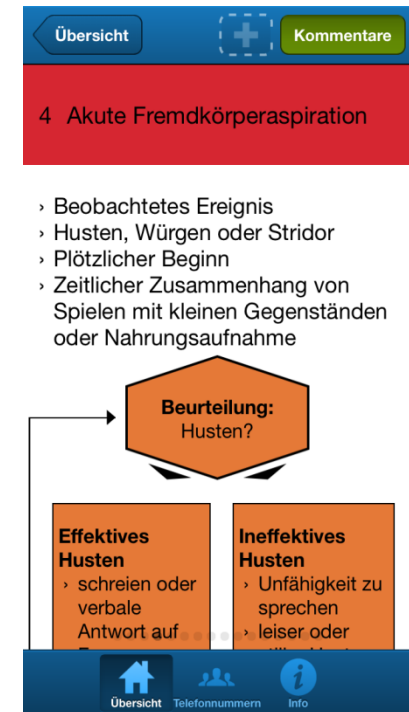 Übersicht
Kommentare
4 Akute Fremdkörperaspiration
› Beobachtetes Ereignis
› Husten, Würgen oder Stridor
› Plötzlicher Beginn
› Zeitlicher Zusammenhang von
Spielen mit kleinen Gegenständen
oder Nahrungsaufnahme
Beurteilung:
Husten?
Effektives
Husten
› schreien oder
verbale
Antwort auf
Ineffektives
Husten
› Unfähigkeit zu
sprechen
› leiser oder
Übersicht
Telefonnummern
Info